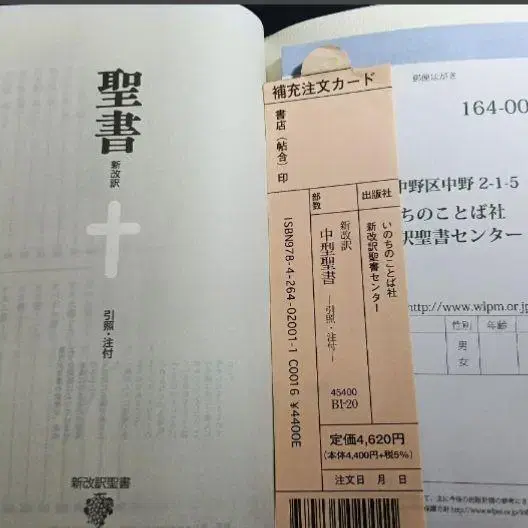 聖書
新改訳
引照・注付
新改訳聖書
補充注文カード
書店(帖合)印
部数
出版社
いのちのことば社
新改訳聖書センター
新改訳
中型聖書
―引照・注付―
45400
BI-20
ISBN978-4-264-02001-1 C0016 ¥4400E
定価4,620円
(本体4,400円+税5%)
注文日 月 日
郵便はがき
164-00
中野区中野 2-1-5
ちのことば社
訳聖書センター
http://www.wlpm.or.jp
性別 年齢
男
女